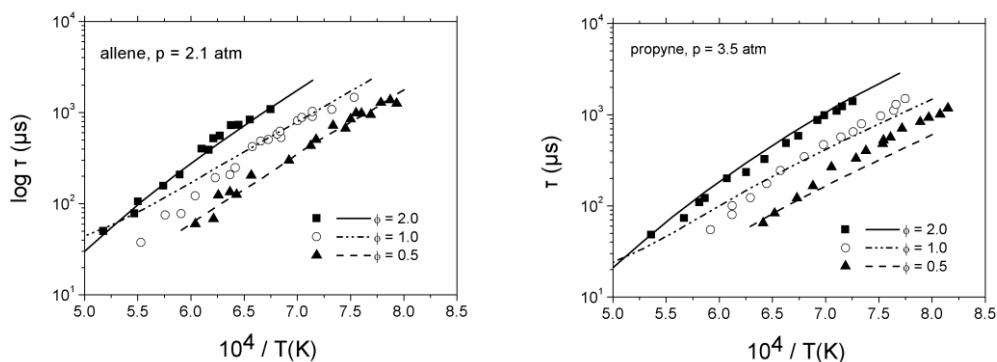 10⁴
allene, p = 2.1 atm
10³
log τ (µs)
10²
ϕ = 2.0
ϕ = 1.0
ϕ = 0.5
10¹
5.0 5.5 6.0 6.5 7.0 7.5 8.0 8.5
10⁴ / T(K)
10⁴
propyne, p = 3.5 atm
10³
τ (µs)
10²
ϕ = 2.0
ϕ = 1.0
ϕ = 0.5
10¹
5.0 5.5 6.0 6.5 7.0 7.5 8.0 8.5
10⁴ / T(K)